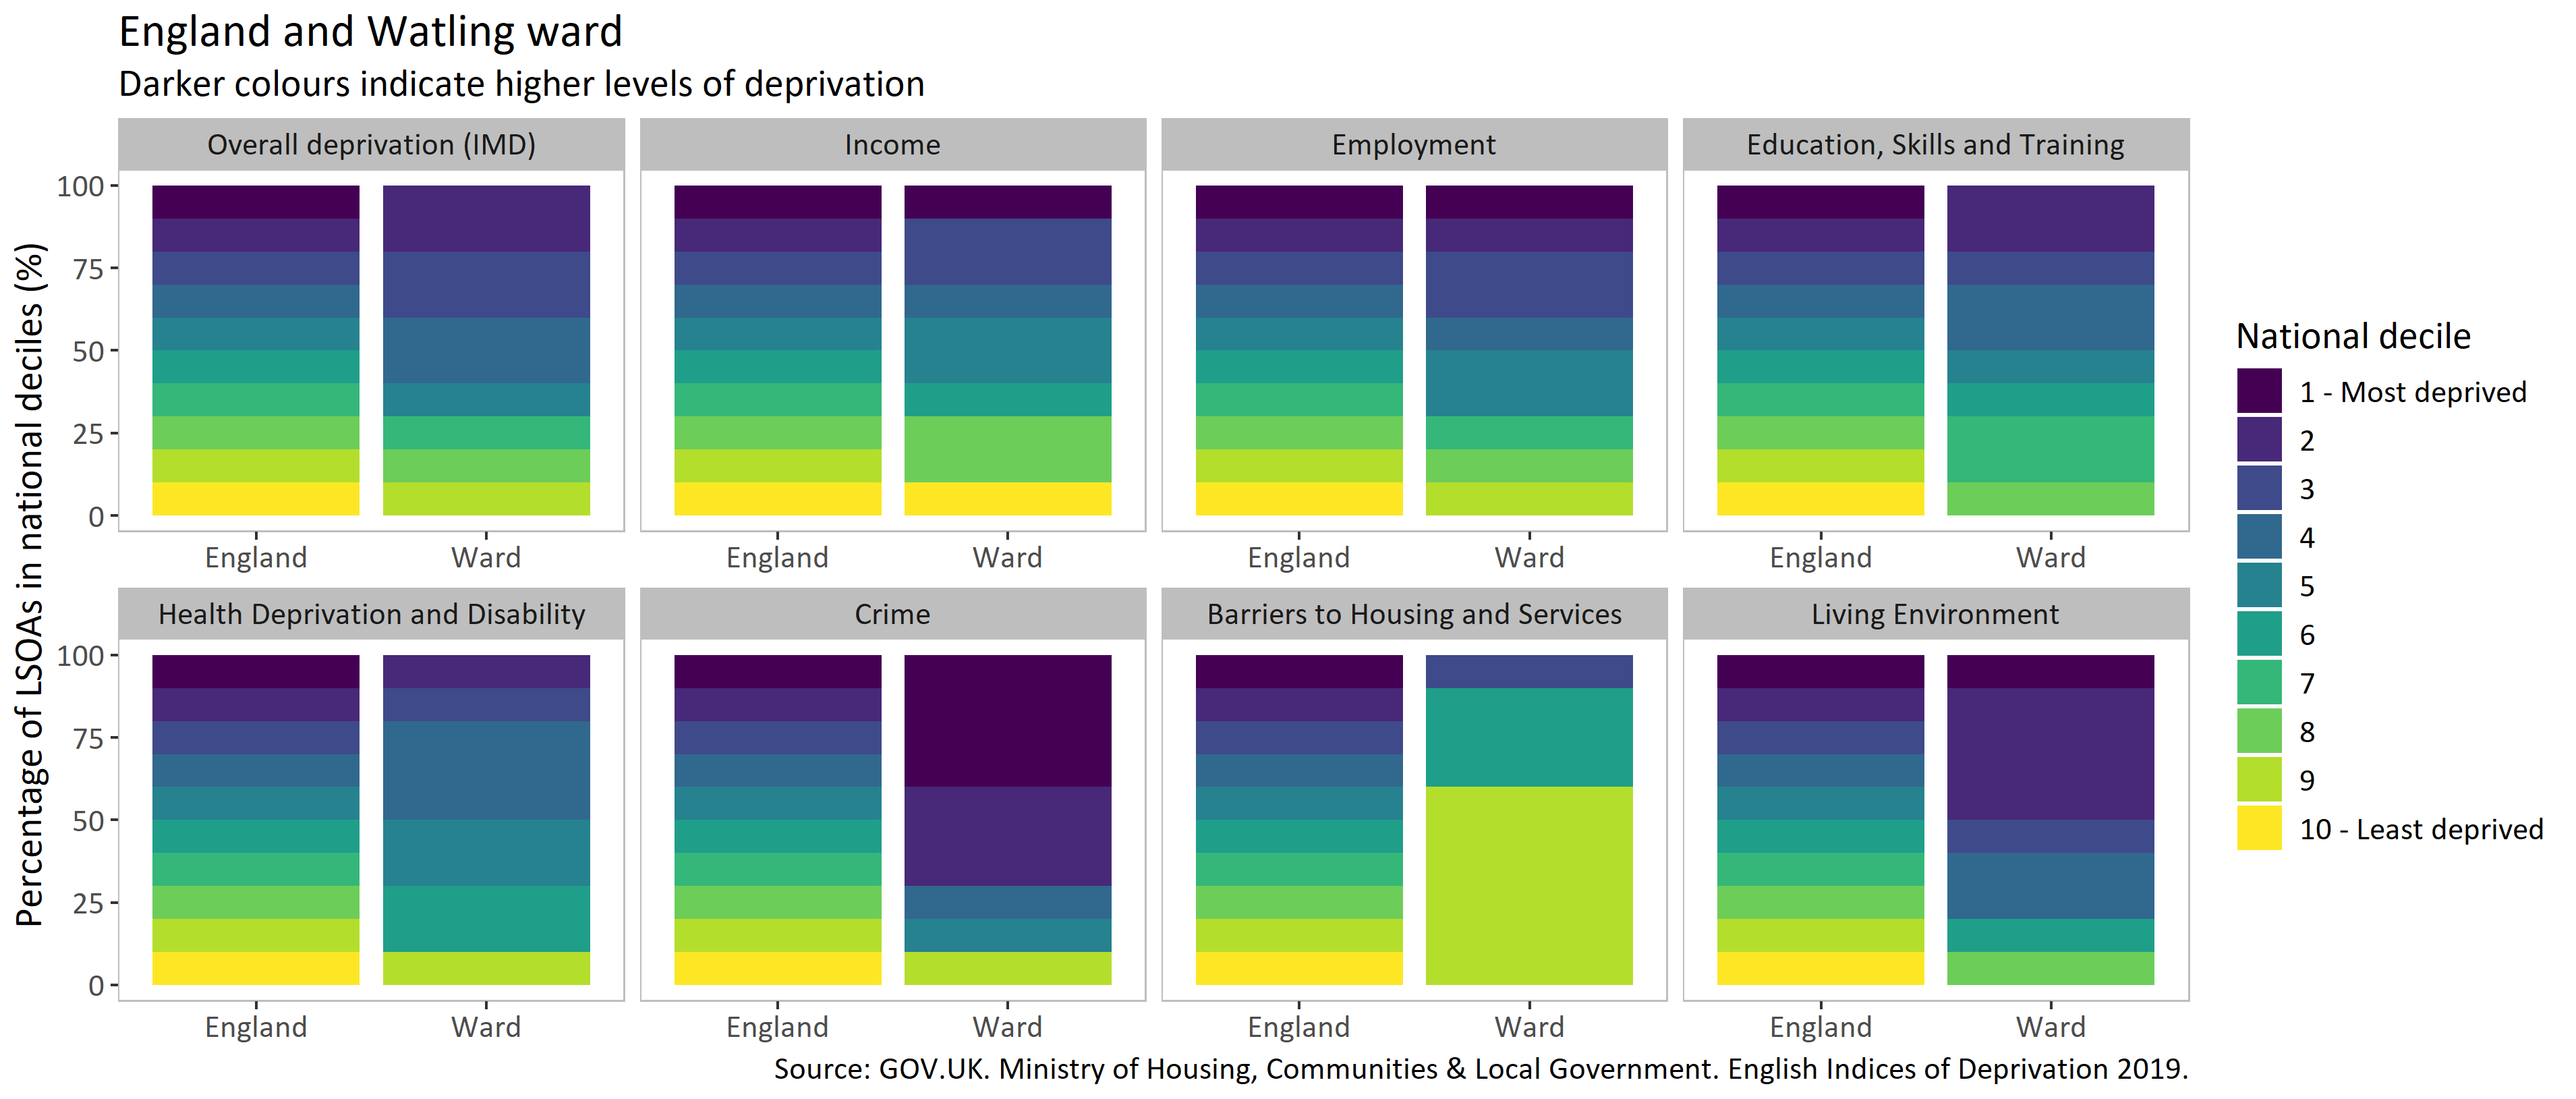 England and Watling ward
Darker colours indicate higher levels of deprivation
Percentage of LSOAs in national deciles (%)
Overall deprivation (IMD)
Income
Employment
Education, Skills and Training
100
75
50
25
0
England
Ward
England
Ward
England
Ward
England
Ward
Health Deprivation and Disability
Crime
Barriers to Housing and Services
Living Environment
100
75
50
25
0
England
Ward
England
Ward
England
Ward
England
Ward
National decile
1 - Most deprived
2
3
4
5
6
7
8
9
10 - Least deprived
Source: GOV.UK. Ministry of Housing, Communities & Local Government. English Indices of Deprivation 2019.